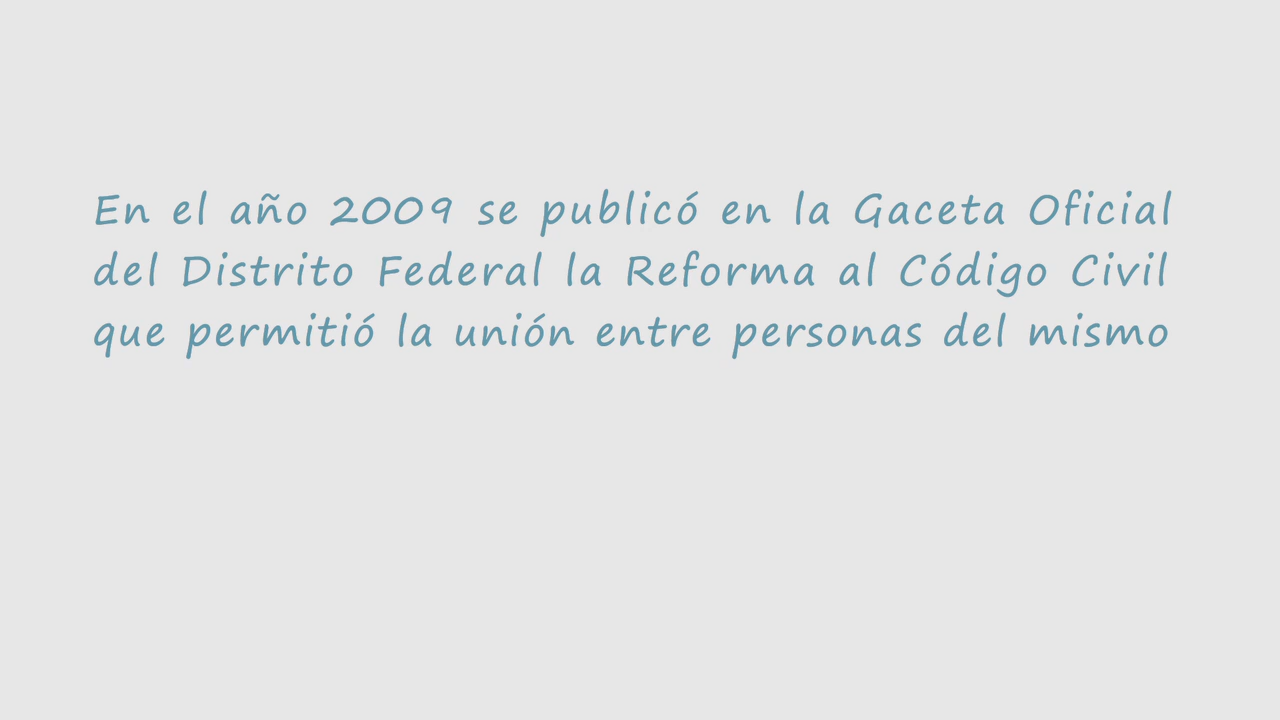 En el año 2009 se publicó en la Gaceta Oficial
del Distrito Federal la Reforma al Código Civil
que permitió la unión entre personas del mismo